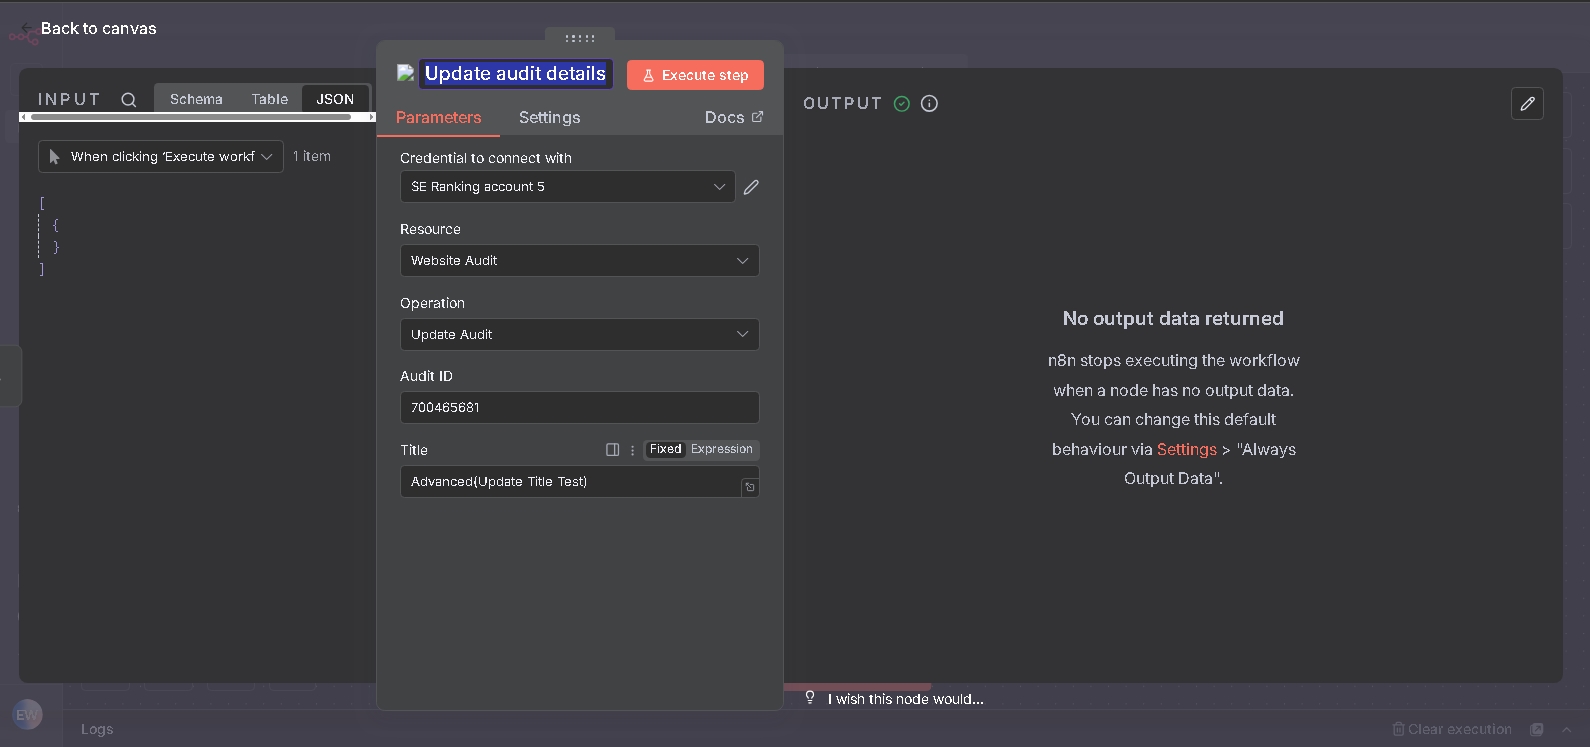 Back to canvas
Update audit details
Execute step
INPUT
Schema
Table
JSON
Parameters
Settings
Docs
OUTPUT
When clicking 'Execute workf
1 item
[
{
}
]
Credential to connect with
SE Ranking account 5
Resource
Website Audit
Operation
Update Audit
Audit ID
700465681
Title
Fixed
Expression
Advanced(Update Title Test)
No output data returned
n8n stops executing the workflow
when a node has no output data.
You can change this default
behaviour via Settings > "Always
Output Data".
I wish this node would...
EW
Logs
Clear execution